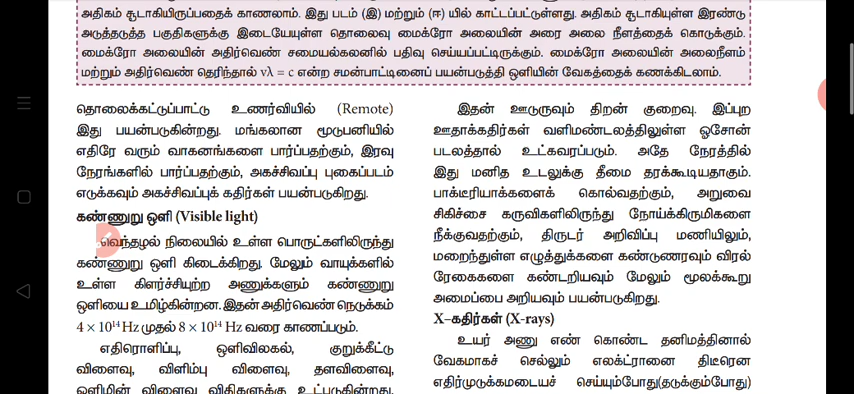 அதிகம் சூடாகியிருப்பதைக் காணலாம். இது படம் (இ) மற்றும் (ஈ) யில் காட்டப்பட்டுள்ளது. அதிகம் சூடாகியுள்ள இரண்டு
அடுத்தடுத்த பகுதிகளுக்கு இடையேயுள்ள தொலைவு மைக்ரோ அலையின் அரை அலை நீளத்தைக் கொடுக்கும்.
மைக்ரோ அலையின் அதிர்வெண் சமையல்கலனில் பதிவு செய்யப்பட்டிருக்கும். மைக்ரோ அலையின் அலைநீளம்
மற்றும் அதிர்வெண் தெரிந்தால் νλ = c என்ற சமன்பாட்டினைப் பயன்படுத்தி ஒளியின் வேகத்தைக் கணக்கிடலாம்.
தொலைக்கட்டுப்பாட்டு உணர்வியில் (Remote)
இது பயன்படுகின்றது. மங்கலான மூடுபனியில்
எதிரே வரும் வாகனங்களை பார்ப்பதற்கும், இரவு
நேரங்களில் பார்ப்பதற்கும், அகச்சிவப்பு புகைப்படம்
எடுக்கவும் அகச்சிவப்புக் கதிர்கள் பயன்படுகிறது.
கண்ணுறு ஒளி (Visible light)
வெந்தழல் நிலையில் உள்ள பொருட்களிலிருந்து
கண்ணுறு ஒளி கிடைக்கிறது. மேலும் வாயுக்களில்
உள்ள கிளர்ச்சியுற்ற அணுக்களும் கண்ணுறு
ஒளியை உமிழ்கின்றன. இதன் அதிர்வெண் நெடுக்கம்
4 × 10¹⁴ Hz முதல் 8 × 10¹⁴ Hz வரை காணப்படும்.
எதிரொளிப்பு, ஒளிவிலகல், குறுக்கீட்டு
விளைவு, விளிம்பு விளைவு, தளவிளைவு,
ஒளிமின் விளைவு விதிகளுக்கு உட்படுகின்றது.
இதன் ஊடுருவும் திறன் குறைவு. இப்புற
ஊதாக்கதிர்கள் வளிமண்டலத்திலுள்ள ஓசோன்
படலத்தால் உட்கவரப்படும். அதே நேரத்தில்
இது மனித உடலுக்கு தீமை தரக்கூடியதாகும்.
பாக்டீரியாக்களைக் கொல்வதற்கும், அறுவை
சிகிச்சை கருவிகளிலிருந்து நோய்க்கிருமிகளை
நீக்குவதற்கும், திருடர் அறிவிப்பு மணியிலும்,
மறைந்துள்ள எழுத்துக்களை கண்டுணரவும் விரல்
ரேகைகளை கண்டறியவும் மேலும் மூலக்கூறு
அமைப்பை அறியவும் பயன்படுகிறது.
X–கதிர்கள் (X-rays)
உயர் அணு எண் கொண்ட தனிமத்தினால்
வேகமாகச் செல்லும் எலக்ட்ரானை திடீரென
எதிர்முடுக்கமடையச் செய்யும்போது(தடுக்கும்போது)